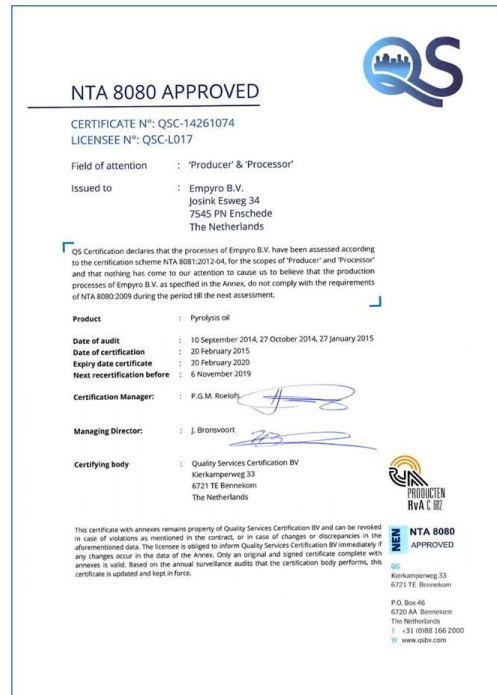 QS
NTA 8080 APPROVED
CERTIFICATE Nº: QSC-14261074
LICENSEE Nº: QSC-L017
Field of attention : 'Producer' & 'Processor'
Issued to : Empyro B.V.
Josink Esweg 34
7545 PN Enschede
The Netherlands
QS Certification declares that the processes of Empyro B.V. have been assessed according
to the certification scheme NTA 8081:2012-04, for the scopes of 'Producer' and 'Processor'
and that nothing has come to our attention to cause us to believe that the production
processes of Empyro B.V. as specified in the Annex, do not comply with the requirements
of NTA 8080:2009 during the period till the next assessment.
Product : Pyrolysis oil
Date of audit : 10 September 2014, 27 October 2014, 27 January 2015
Date of certification : 20 February 2015
Expiry date certificate : 20 February 2020
Next recertification before : 6 November 2019
Certification Manager: : P.G.M. Roelofs
Managing Director: : J. Bronsvoort
Certifying body : Quality Services Certification BV
Kierkamperweg 33
6721 TE Bennekom
The Netherlands
PRODUCTEN
RvA C 602
This certificate with annexes remains property of Quality Services Certification BV and can be revoked
in case of violations as mentioned in the contract, or in case of changes or discrepancies in the
aforementioned data. The licensee is obliged to inform Quality Services Certification BV immediately if
any changes occur in the data of the Annex. Only an original and signed certificate complete with
annexes is valid. Based on the annual surveillance audits that the certification body performs, this
certificate is updated and kept in force.
NEN
NTA 8080
APPROVED
QS
Kierkamperweg 33
6721 TE Bennekom
P.O. Box 46
6720 AA Bennekom
The Netherlands
T +31 (0)88 166 2000
W www.qsbv.com